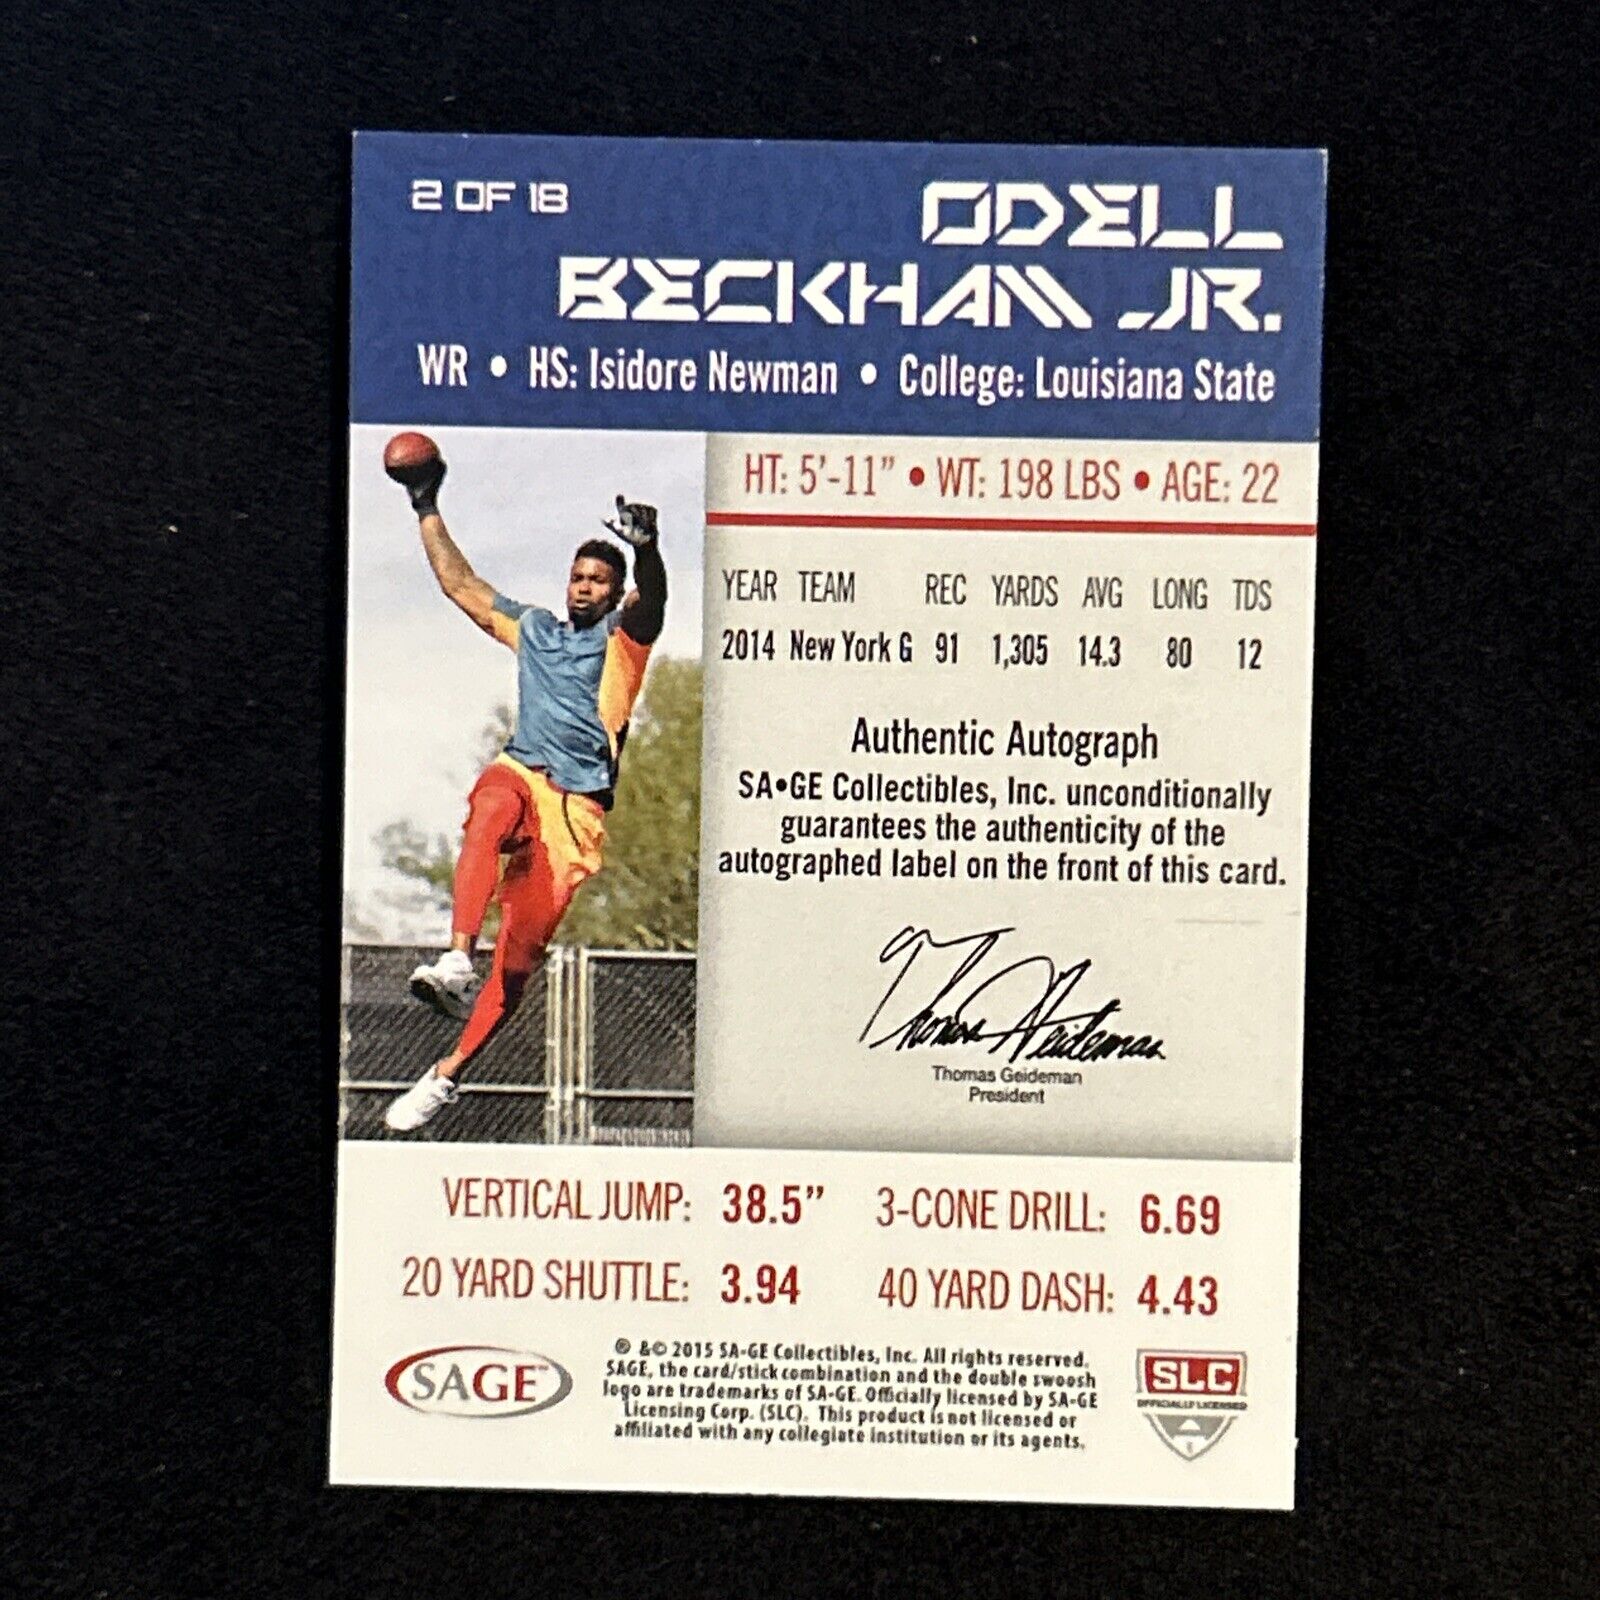 2 OF 18
ODELL
BECKHAM JR.
WR • HS: Isidore Newman • College: Louisiana State
HT: 5'-11" • WT: 198 LBS • AGE: 22
YEAR TEAM REC YARDS AVG LONG TDS
2014 New York G 91 1,305 14.3 80 12
Authentic Autograph
SA•GE Collectibles, Inc. unconditionally
guarantees the authenticity of the
autographed label on the front of this card.
Thomas Geideman
Thomas Geideman
President
VERTICAL JUMP: 38.5" 3-CONE DRILL: 6.69
20 YARD SHUTTLE: 3.94 40 YARD DASH: 4.43
SAGE™
® &© 2015 SA-GE Collectibles, Inc. All rights reserved.
SAGE, the card/stick combination and the double swoosh
logo are trademarks of SA-GE. Officially licensed by SA-GE
Licensing Corp. (SLC). This product is not licensed or
affiliated with any collegiate institution or its agents.
SLC
OFFICIALLY LICENSED